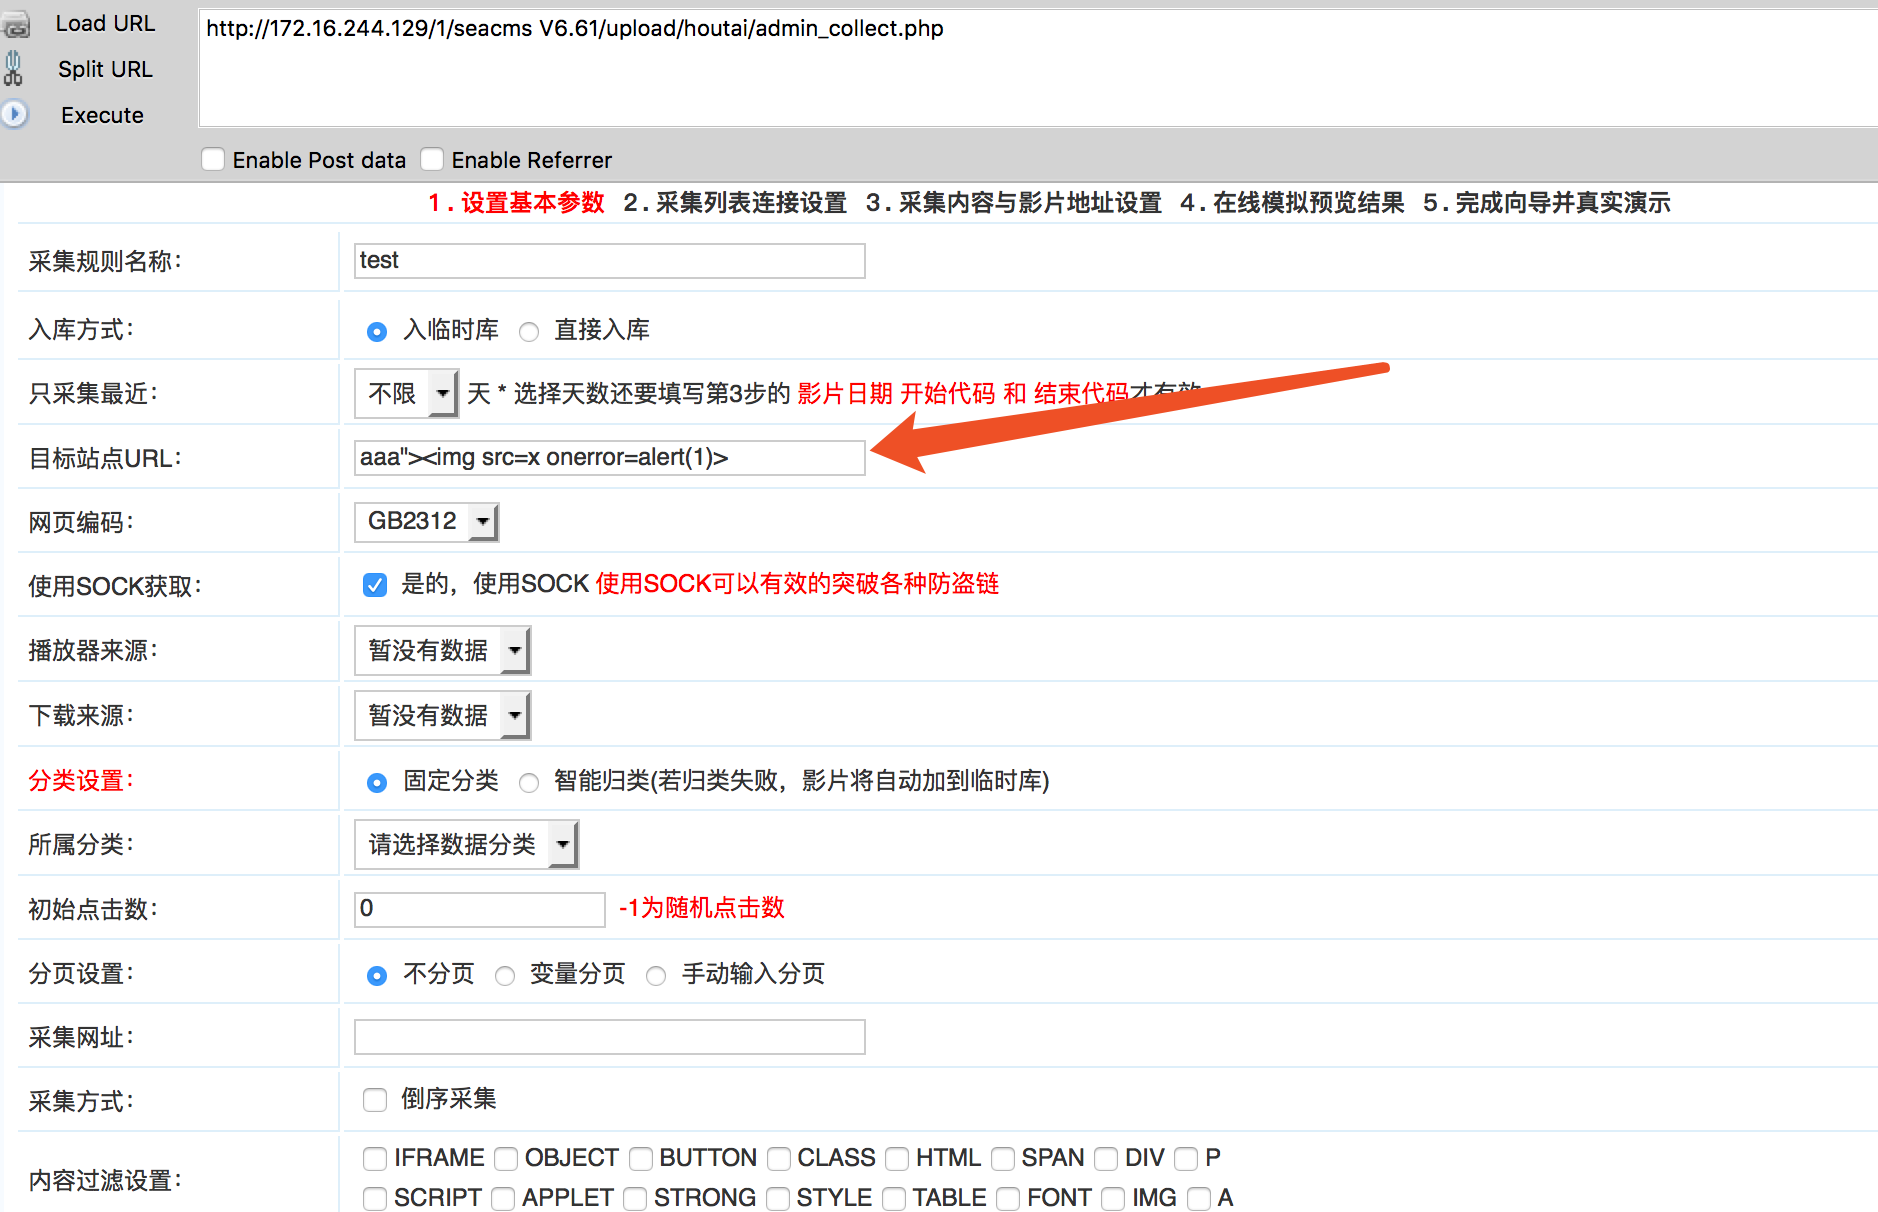 Load URL
http://172.16.244.129/1/seacms V6.61/upload/houtai/admin_collect.php
Split URL
Execute
Enable Post data Enable Referrer
1.设置基本参数 2.采集列表连接设置 3.采集内容与影片地址设置 4.在线模拟预览结果 5.完成向导并真实演示
采集规则名称： test
入库方式： 入临时库 直接入库
只采集最近： 不限 天 * 选择天数还要填写第3步的 影片日期 开始代码 和 结束代码才有效
目标站点URL： aaa"><img src=x onerror=alert(1)>
网页编码： GB2312
使用SOCK获取： 是的，使用SOCK 使用SOCK可以有效的突破各种防盗链
播放器来源： 暂没有数据
下载来源： 暂没有数据
分类设置： 固定分类 智能归类(若归类失败，影片将自动加到临时库)
所属分类： 请选择数据分类
初始点击数： 0 -1为随机点击数
分页设置： 不分页 变量分页 手动输入分页
采集网址：
采集方式： 倒序采集
内容过滤设置： IFRAME OBJECT BUTTON CLASS HTML SPAN DIV P
SCRIPT APPLET STRONG STYLE TABLE FONT IMG A